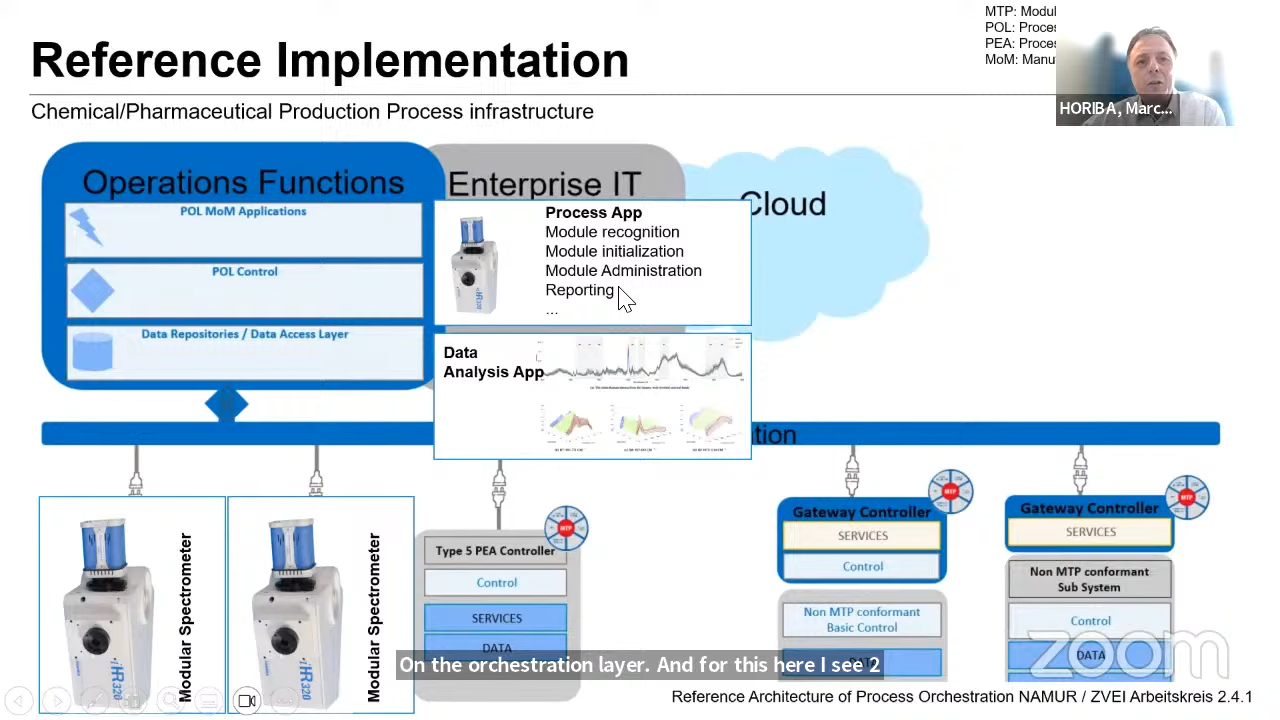 MTP: Modul
POL: Proces
PEA: Proces
MoM: Manu
Reference Implementation
Chemical/Pharmaceutical Production Process infrastructure
HORIBA, Marc...
Operations Functions
Enterprise IT
Cloud
POL MoM Applications
POL Control
Data Repositories / Data Access Layer
Process App
Module recognition
Module initialization
Module Administration
Reporting
...
Data
Analysis App
tion
Modular Spectrometer
iHR320
Modular Spectrometer
iHR320
MTP
Type 5 PEA Controller
Control
SERVICES
DATA
MTP
Gateway Controller
SERVICES
Control
Non MTP conformant
Basic Control
MTP
Gateway Controller
SERVICES
Non MTP conformant
Sub System
Control
DATA
zoom
On the orchestration layer. And for this here I see 2
Reference Architecture of Process Orchestration NAMUR / ZVEI Arbeitskreis 2.4.1